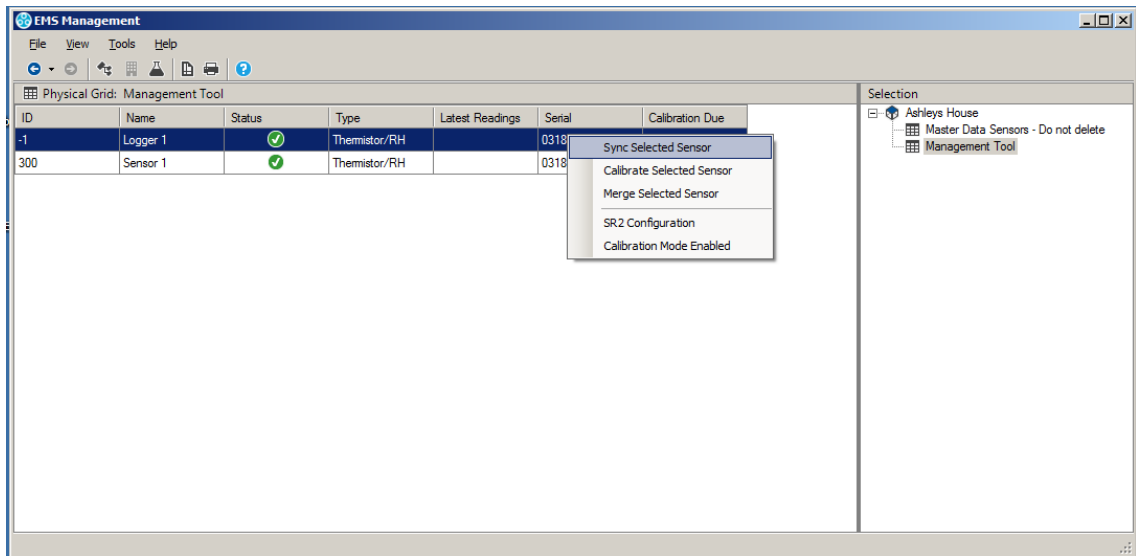 EMS Management
File View Tools Help
Physical Grid: Management Tool
ID Name Status Type Latest Readings Serial Calibration Due
-1 Logger 1 Thermistor/RH 0318
300 Sensor 1 Thermistor/RH 0318
Sync Selected Sensor
Calibrate Selected Sensor
Merge Selected Sensor
SR2 Configuration
Calibration Mode Enabled
Selection
Ashleys House
Master Data Sensors - Do not delete
Management Tool